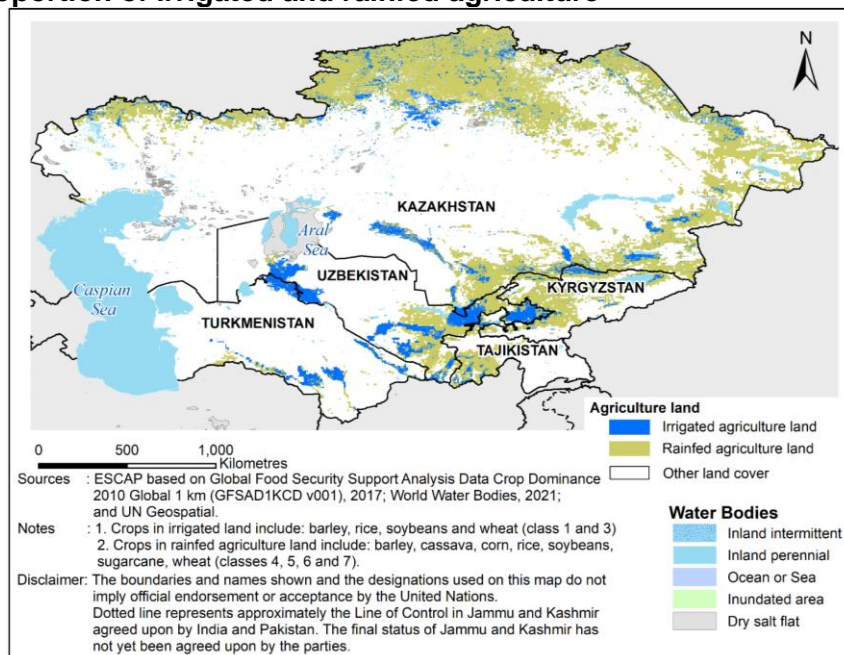 oportion of irrigated and rainfed agriculture
N
KAZAKHSTAN
Aral
Sea
UZBEKISTAN
KYRGYZSTAN
Caspian
Sea
TURKMENISTAN
TAJIKISTAN
Agriculture land
Irrigated agriculture land
Rainfed agriculture land
Other land cover
0 500 1,000
Kilometres
Sources : ESCAP based on Global Food Security Support Analysis Data Crop Dominance
2010 Global 1 km (GFSAD1KCD v001), 2017; World Water Bodies, 2021;
and UN Geospatial.
Notes : 1. Crops in irrigated land include: barley, rice, soybeans and wheat (class 1 and 3)
2. Crops in rainfed agriculture land include: barley, cassava, corn, rice, soybeans,
sugarcane, wheat (classes 4, 5, 6 and 7).
Disclaimer: The boundaries and names shown and the designations used on this map do not
imply official endorsement or acceptance by the United Nations.
Dotted line represents approximately the Line of Control in Jammu and Kashmir
agreed upon by India and Pakistan. The final status of Jammu and Kashmir has
not yet been agreed upon by the parties.
Water Bodies
Inland intermittent
Inland perennial
Ocean or Sea
Inundated area
Dry salt flat